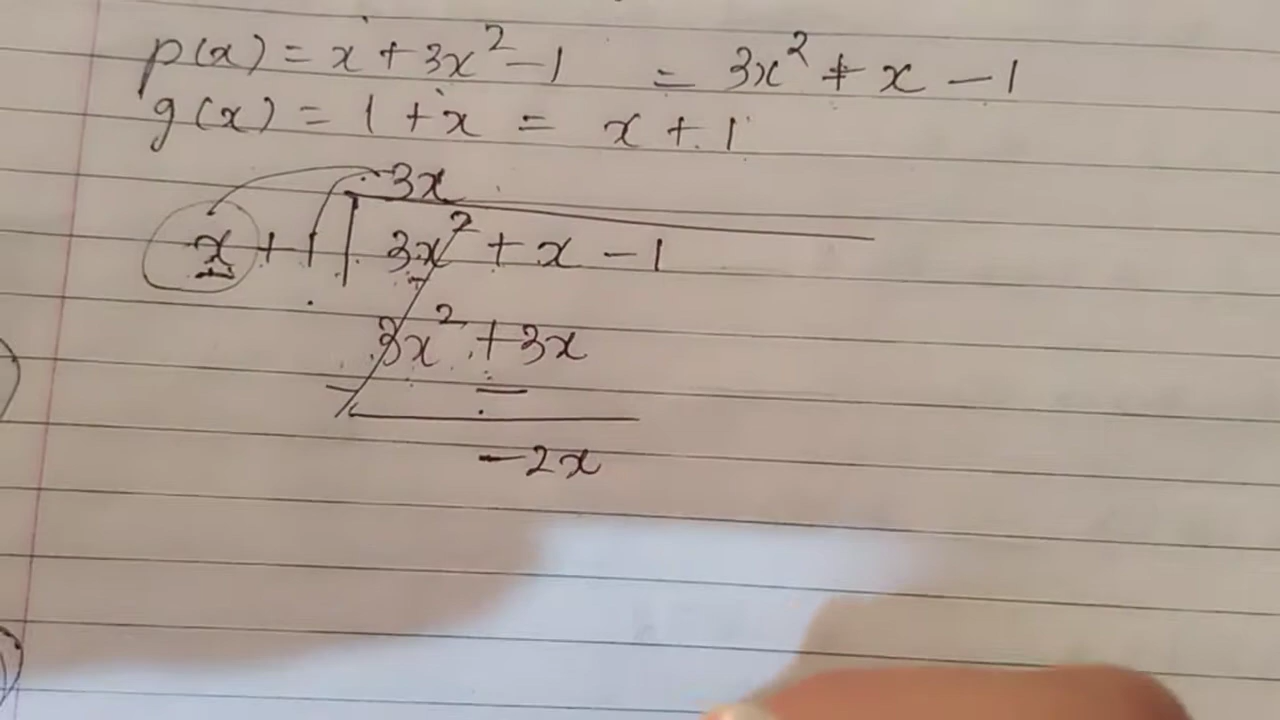 p(x) = x + 3x² - 1 = 3x² + x - 1
g(x) = 1 + x = x + 1
3x
x + 1 3x² + x - 1
3x² + 3x
- -
- 2x